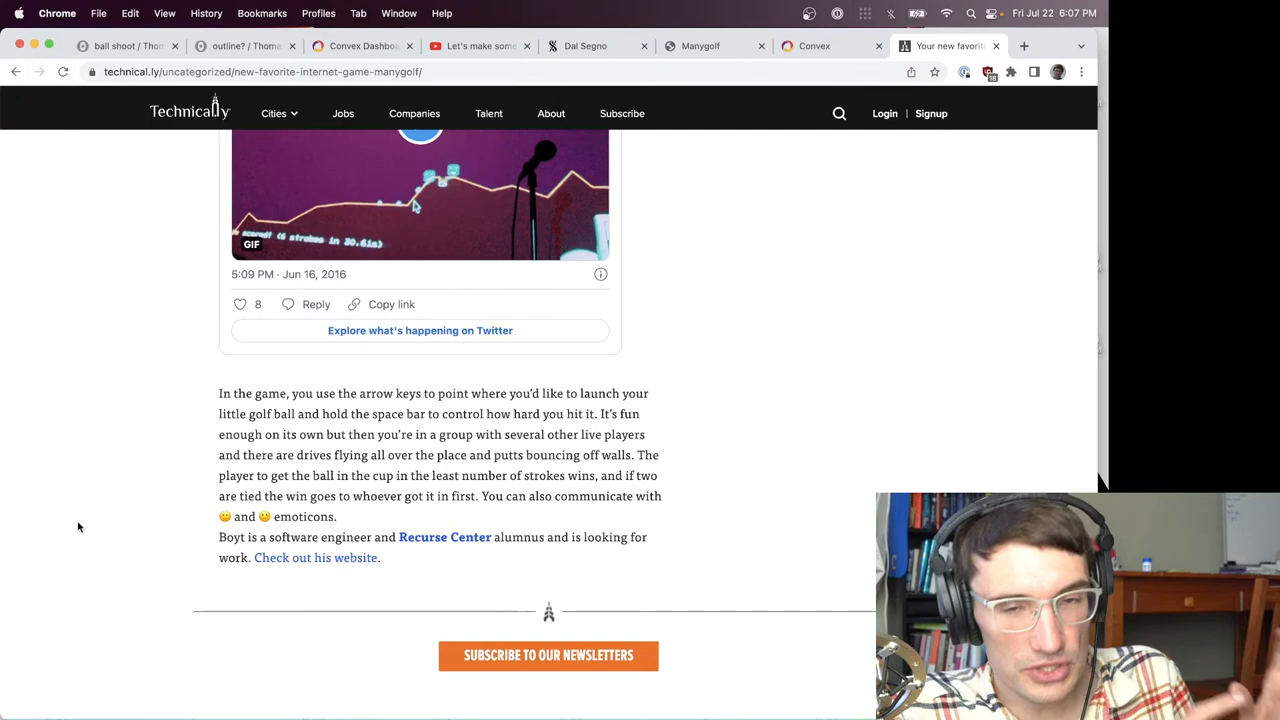 Chrome File Edit View History Bookmarks Profiles Tab Window Help Fri Jul 22 6:07 PM
ball shoot / Thom
outline? / Thoma
Convex Dashbo
Let's make some
Dal Segno
Manygolf
Convex
Your new favorit
technical.ly/uncategorized/new-favorite-internet-game-manygolf/
18
Technically Cities Jobs Companies Talent About Subscribe Login | Signup
scored! (6 strokes in 30.61s)
GIF
5:09 PM · Jun 16, 2016
8 Reply Copy link
Explore what's happening on Twitter
In the game, you use the arrow keys to point where you'd like to launch your
little golf ball and hold the space bar to control how hard you hit it. It's fun
enough on its own but then you're in a group with several other live players
and there are drives flying all over the place and putts bouncing off walls. The
player to get the ball in the cup in the least number of strokes wins, and if two
are tied the win goes to whoever got it in first. You can also communicate with
🙂 and 🙁 emoticons.
Boyt is a software engineer and Recurse Center alumnus and is looking for
work. Check out his website.
SUBSCRIBE TO OUR NEWSLETTERS